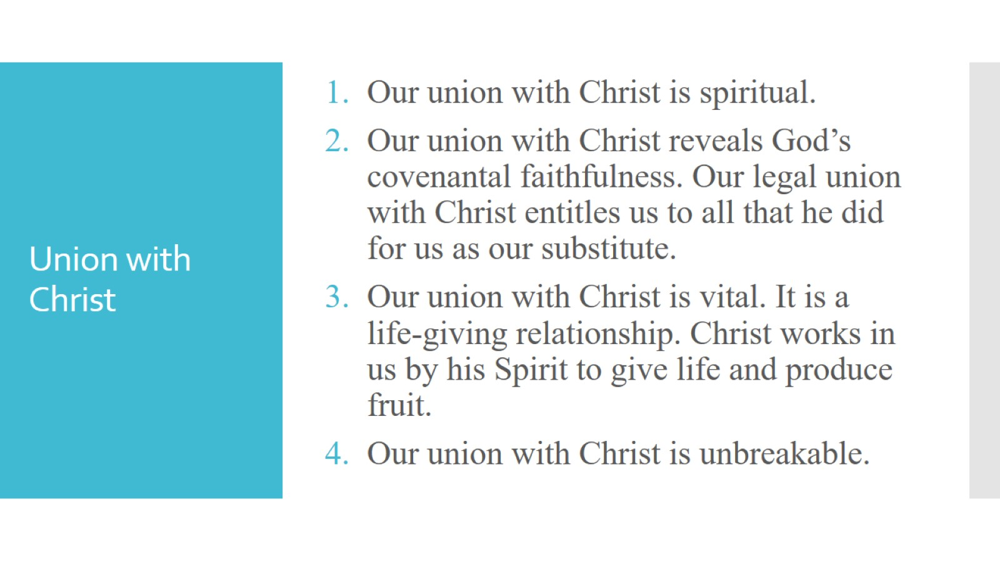 Union with
Christ
1. Our union with Christ is spiritual.
2. Our union with Christ reveals God’s
covenantal faithfulness. Our legal union
with Christ entitles us to all that he did
for us as our substitute.
3. Our union with Christ is vital. It is a
life-giving relationship. Christ works in
us by his Spirit to give life and produce
fruit.
4. Our union with Christ is unbreakable.